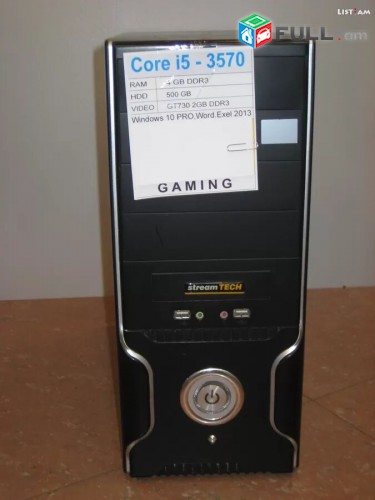 LIST.am
FULL.am
Core i5 - 3570
RAM 4 GB DDR3
HDD 500 GB
VIDEO GT730 2GB DDR3
Windows 10 PRO,Word.Exel 2013
GAMING
streamTECH